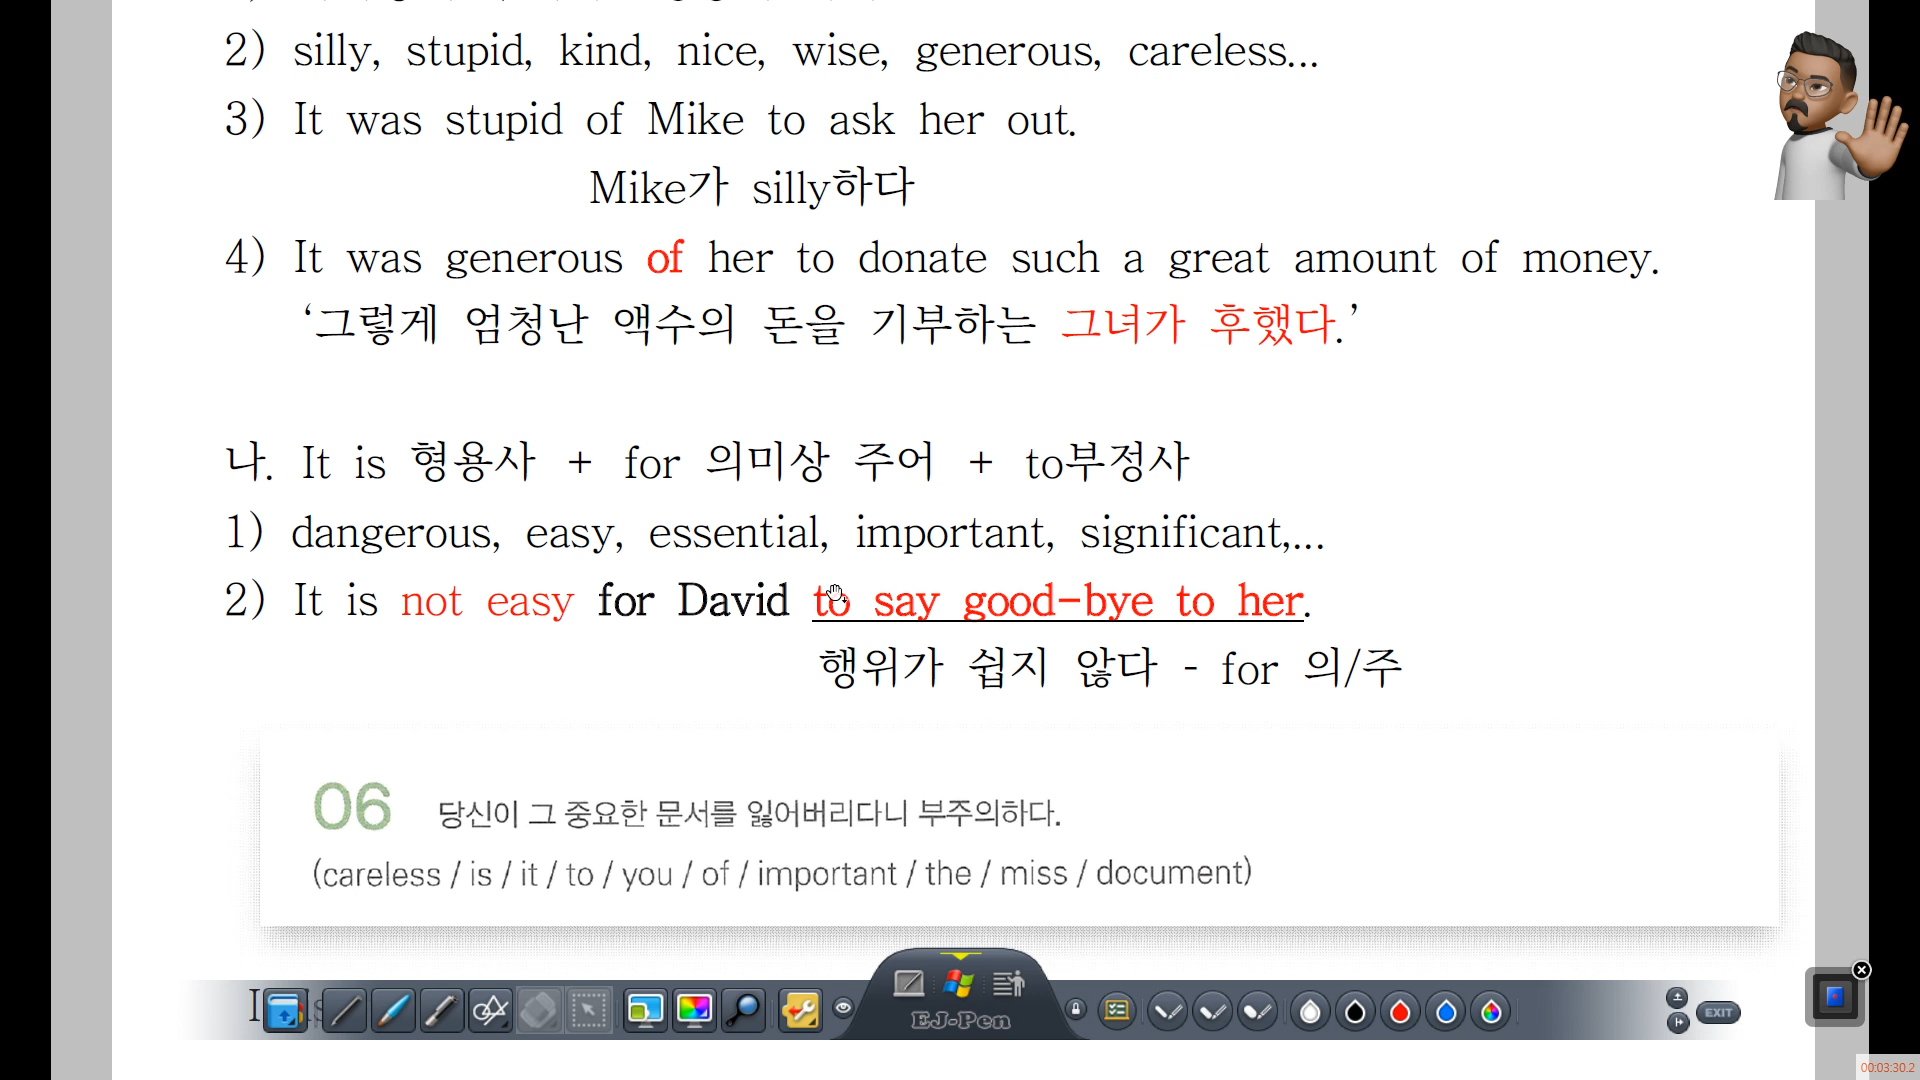 2) silly, stupid, kind, nice, wise, generous, careless...
3) It was stupid of Mike to ask her out.
Mike가 silly하다
4) It was generous of her to donate such a great amount of money.
‘그렇게 엄청난 액수의 돈을 기부하는 그녀가 후했다.’
나. It is 형용사 + for 의미상 주어 + to부정사
1) dangerous, easy, essential, important, significant,...
2) It is not easy for David to say good-bye to her.
행위가 쉽지 않다 - for 의/주
06 당신이 그 중요한 문서를 잃어버리다니 부주의하다.
(careless / is / it / to / you / of / important / the / miss / document)
EJ-Pen
EXIT
00:03:30.2